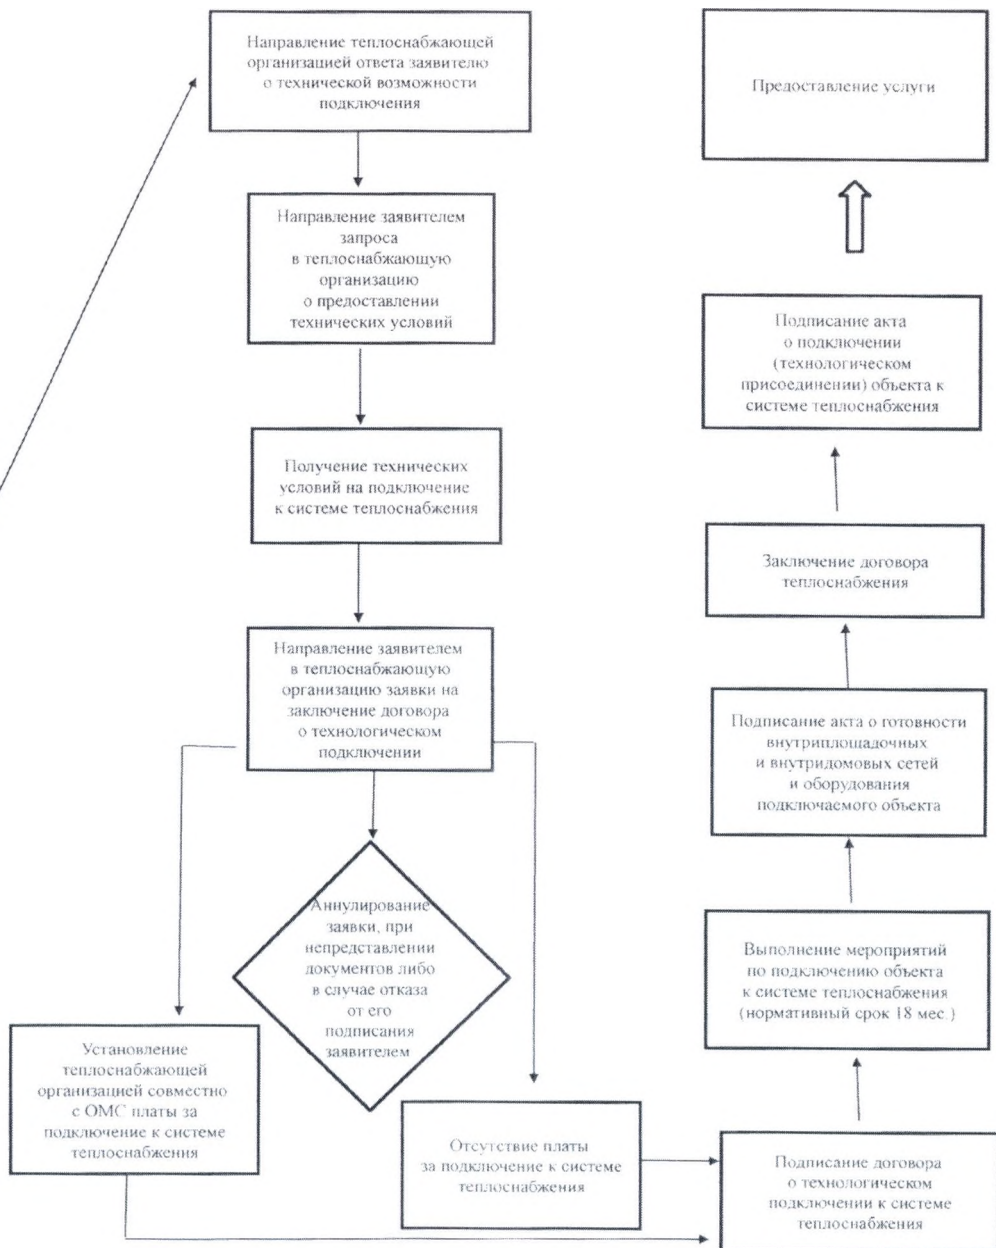 Направление теплоснабжающей
организацией ответа заявителю
о технической возможности
подключения
Направление заявителем
запроса
в теплоснабжающую
организацию
о предоставлении
технических условий
Получение технических
условий на подключение
к системе теплоснабжения
Направление заявителем
в теплоснабжающую
организацию заявки на
заключение договора
о технологическом
подключении
Аннулирование
заявки, при
непредставлении
документов либо
в случае отказа
от его
подписания
заявителем
Установление
теплоснабжающей
организацией совместно
с ОМС платы за
подключение к системе
теплоснабжения
Отсутствие платы
за подключение к системе
теплоснабжения
Подписание договора
о технологическом
подключении к системе
теплоснабжения
Выполнение мероприятий
по подключению объекта
к системе теплоснабжения
(нормативный срок 18 мес.)
Подписание акта о готовности
внутриплощадочных
и внутридомовых сетей
и оборудования
подключаемого объекта
Заключение договора
теплоснабжения
Подписание акта
о подключении
(технологическом
присоединении) объекта к
системе теплоснабжения
Предоставление услуги